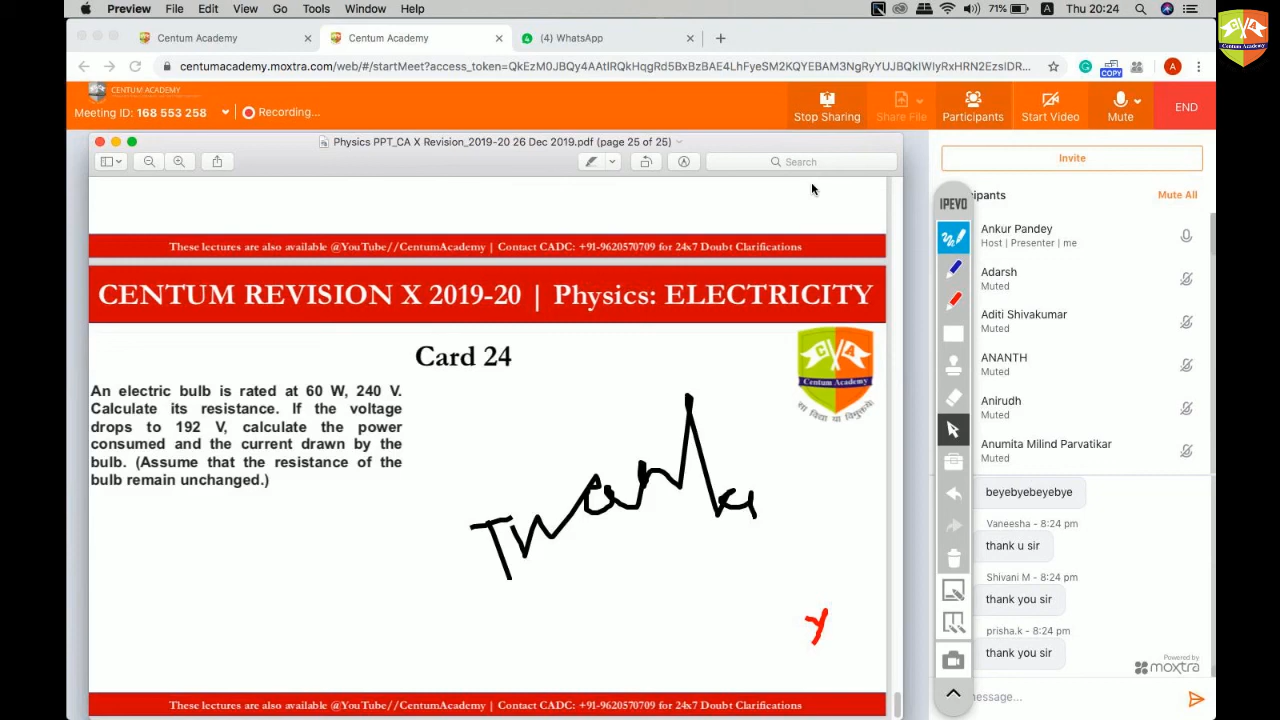 Preview File Edit View Go Tools Window Help 71% A Thu 20:24
Centum Academy Centum Academy (4) WhatsApp
centumacademy.moxtra.com/web/#/startMeet?access_token=
COPY A
CENTUM ACADEMY
Meeting ID: 168 553 258 Recording... Stop Sharing Share File Participants Start Video Mute END
Physics PPT_CA X Revision_2019-20 26 Dec 2019.pdf (page 25 of 25)
Search
These lectures are also available @YouTube//CentumAcademy | Contact CADC: +91-9620570709 for 24x7 Doubt Clarifications
CENTUM REVISION X 2019-20 | Physics: ELECTRICITY
Card 24
C A
Centum Academy
An electric bulb is rated at 60 W, 240 V.
Calculate its resistance. If the voltage
drops to 192 V, calculate the power
consumed and the current drawn by the
bulb. (Assume that the resistance of the
bulb remain unchanged.)
Thanks
Y
These lectures are also available @YouTube//CentumAcademy | Contact CADC: +91-9620570709 for 24x7 Doubt Clarifications
IPEVO
Invite
Mute All
Ankur Pandey
Host | Presenter | me
Adarsh
Muted
Aditi Shivakumar
Muted
ANANTH
Muted
Anirudh
Muted
Anumita Milind Parvatikar
Muted
beyebyebeyebye
Vaneesha - 8:24 pm
thank u sir
Shivani M - 8:24 pm
thank you sir
prisha.k - 8:24 pm
thank you sir
Powered by
moxtra
C A